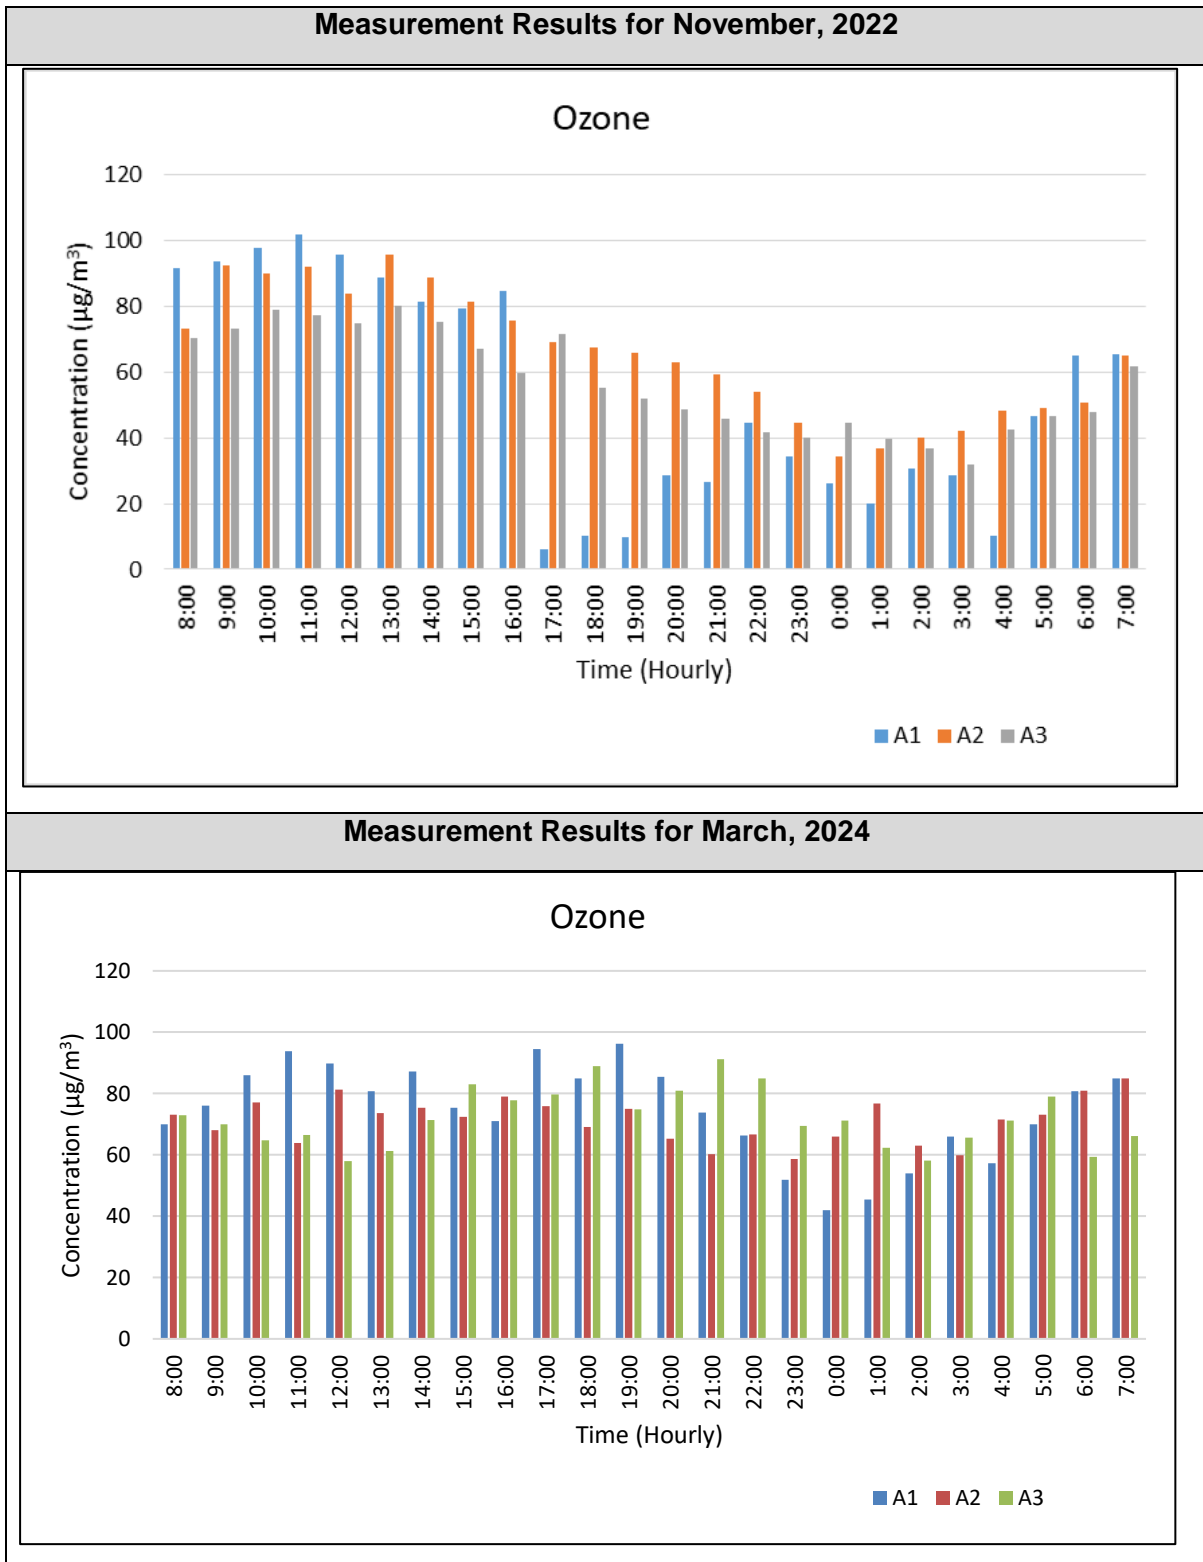 Measurement Results for November, 2022
Ozone
120
100
80
60
40
20
0
Concentration (µg/m³)
8:00 9:00 10:00 11:00 12:00 13:00 14:00 15:00 16:00 17:00 18:00 19:00 20:00 21:00 22:00 23:00 0:00 1:00 2:00 3:00 4:00 5:00 6:00 7:00
Time (Hourly)
A1 A2 A3
Measurement Results for March, 2024
Ozone
120
100
80
60
40
20
0
Concentration (µg/m³)
8:00 9:00 10:00 11:00 12:00 13:00 14:00 15:00 16:00 17:00 18:00 19:00 20:00 21:00 22:00 23:00 0:00 1:00 2:00 3:00 4:00 5:00 6:00 7:00
Time (Hourly)
A1 A2 A3